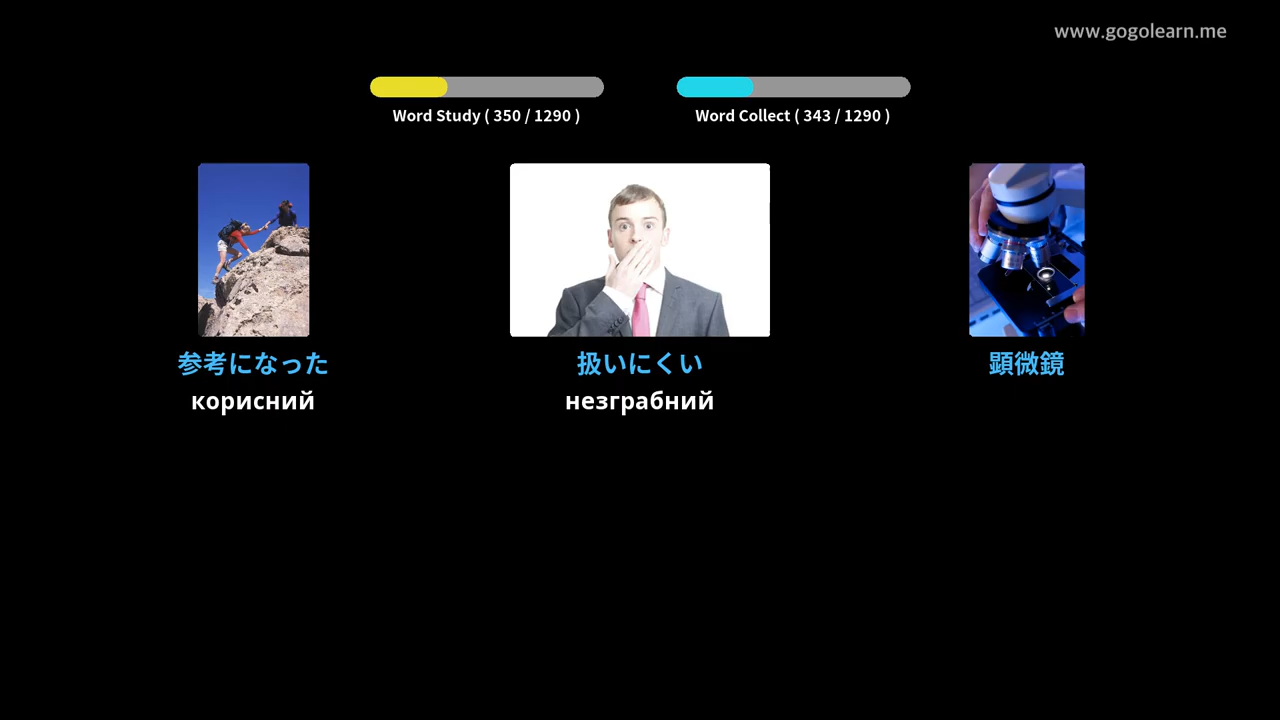 www.gogolearn.me
Word Study ( 350 / 1290 )
Word Collect ( 343 / 1290 )
参考になった
扱いにくい
顕微鏡
корисний
незграбний